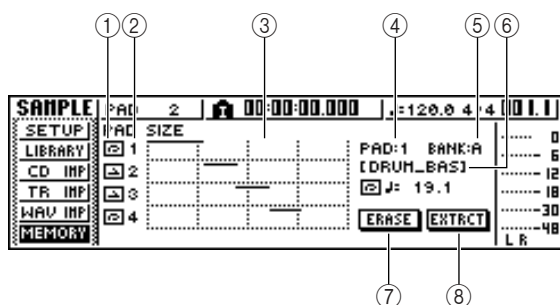 ① ② ③ ④ ⑤ ⑥
SAMPLE PAD 2 00:00:00.000 ♩=120.0 4/4 001.1
SETUP PAD SIZE
LIBRARY 1
CD IMP 2
TR IMP 3
WAV IMP 4
MEMORY
PAD:1 BANK:A
[DRUM_BAS]
♩= 19.1
ERASE EXTRCT
0
6
12
18
30
48
L R
⑦ ⑧